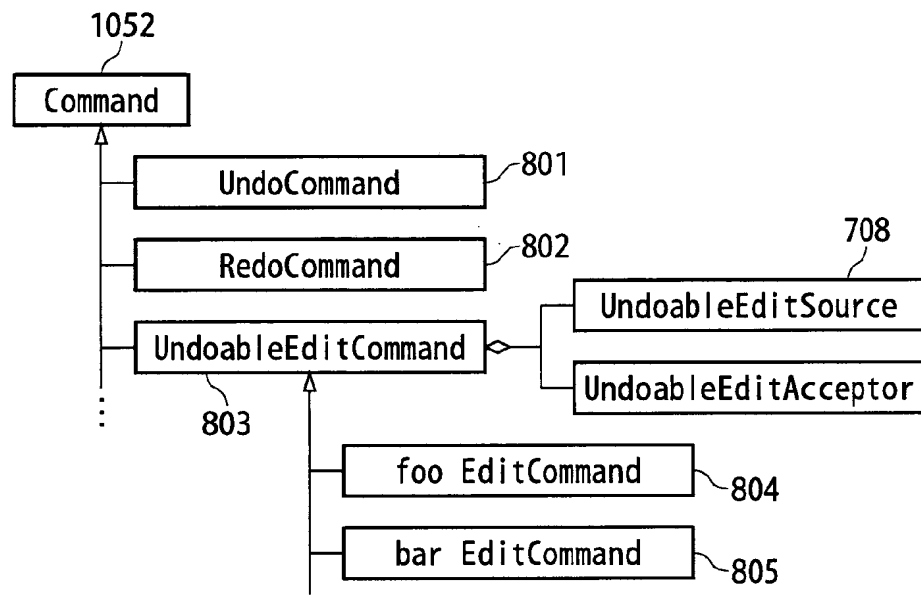 1052
Command
UndoCommand
801
RedoCommand
802
708
UndoableEditSource
UndoableEditCommand
UndoableEditAcceptor
803
foo EditCommand
804
bar EditCommand
805